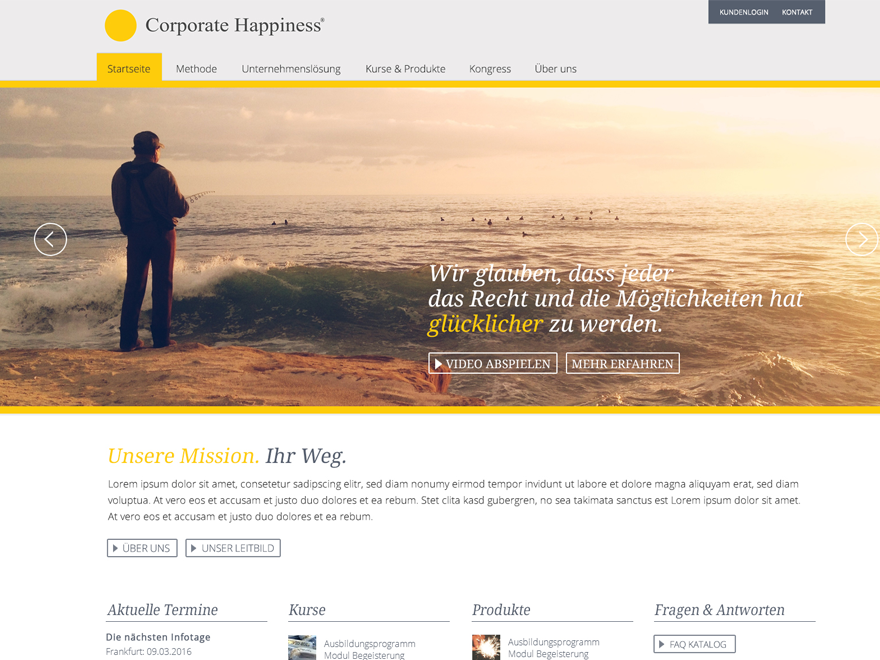 KUNDENLOGIN KONTAKT
Corporate Happiness®
Startseite Methode Unternehmenslösung Kurse & Produkte Kongress Über uns
Wir glauben, dass jeder
das Recht und die Möglichkeiten hat
glücklicher zu werden.
VIDEO ABSPIELEN MEHR ERFAHREN
Unsere Mission. Ihr Weg.
Lorem ipsum dolor sit amet, consetetur sadipscing elitr, sed diam nonumy eirmod tempor invidunt ut labore et dolore magna aliquyam erat, sed diam
voluptua. At vero eos et accusam et justo duo dolores et ea rebum. Stet clita kasd gubergren, no sea takimata sanctus est Lorem ipsum dolor sit amet.
At vero eos et accusam et justo duo dolores et ea rebum.
ÜBER UNS UNSER LEITBILD
Aktuelle Termine Kurse Produkte Fragen & Antworten
Die nächsten Infotage
Frankfurt: 09.03.2016
Ausbildungsprogramm
Modul Begeisterung
Ausbildungsprogramm
Modul Begeisterung
FAQ KATALOG